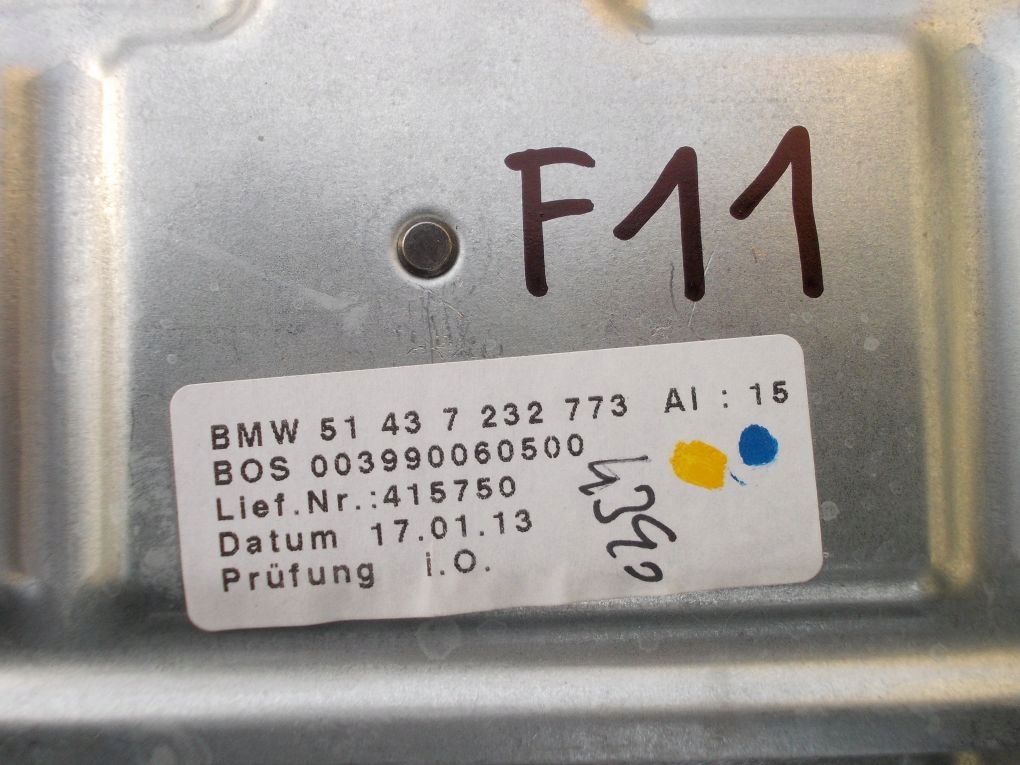 F11
BMW 51 43 7 232 773 AI : 15
BOS 003990060500
Lief.Nr.:415750
Datum 17.01.13
Prüfung i.O.